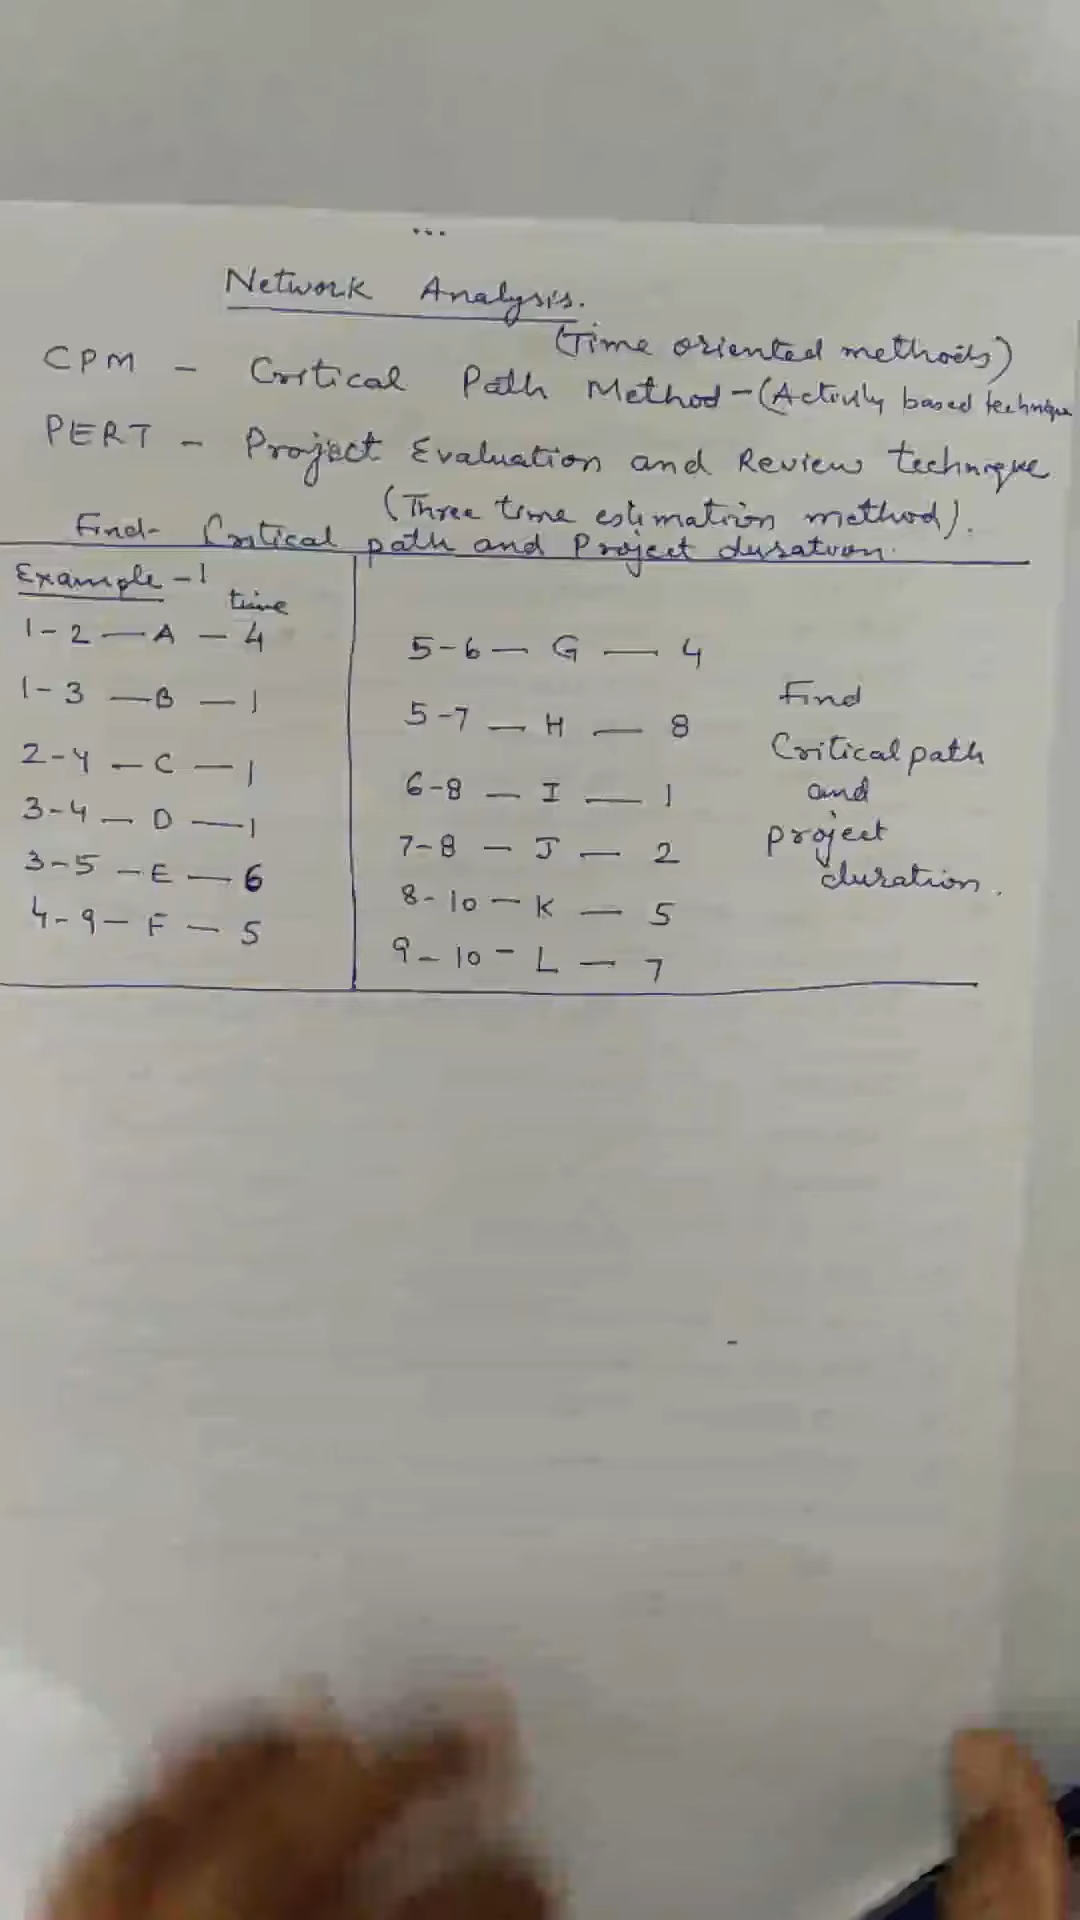 Network Analysis.
(Time oriented methods)
CPM - Critical Path Method - (Activity based technique
PERT - Project Evaluation and Review technique
(Three time estimation method).
Find- Critical path and Project duration.
Example - 1
time
1-2 — A — 4
1-3 — B — 1
2-4 — C — 1
3-4 — D — 1
3-5 — E — 6
4-9 — F — 5
5-6 — G — 4
5-7 — H — 8
6-8 — I — 1
7-8 — J — 2
8-10 — K — 5
9-10 - L — 7
Find
Critical path
and
project
duration.